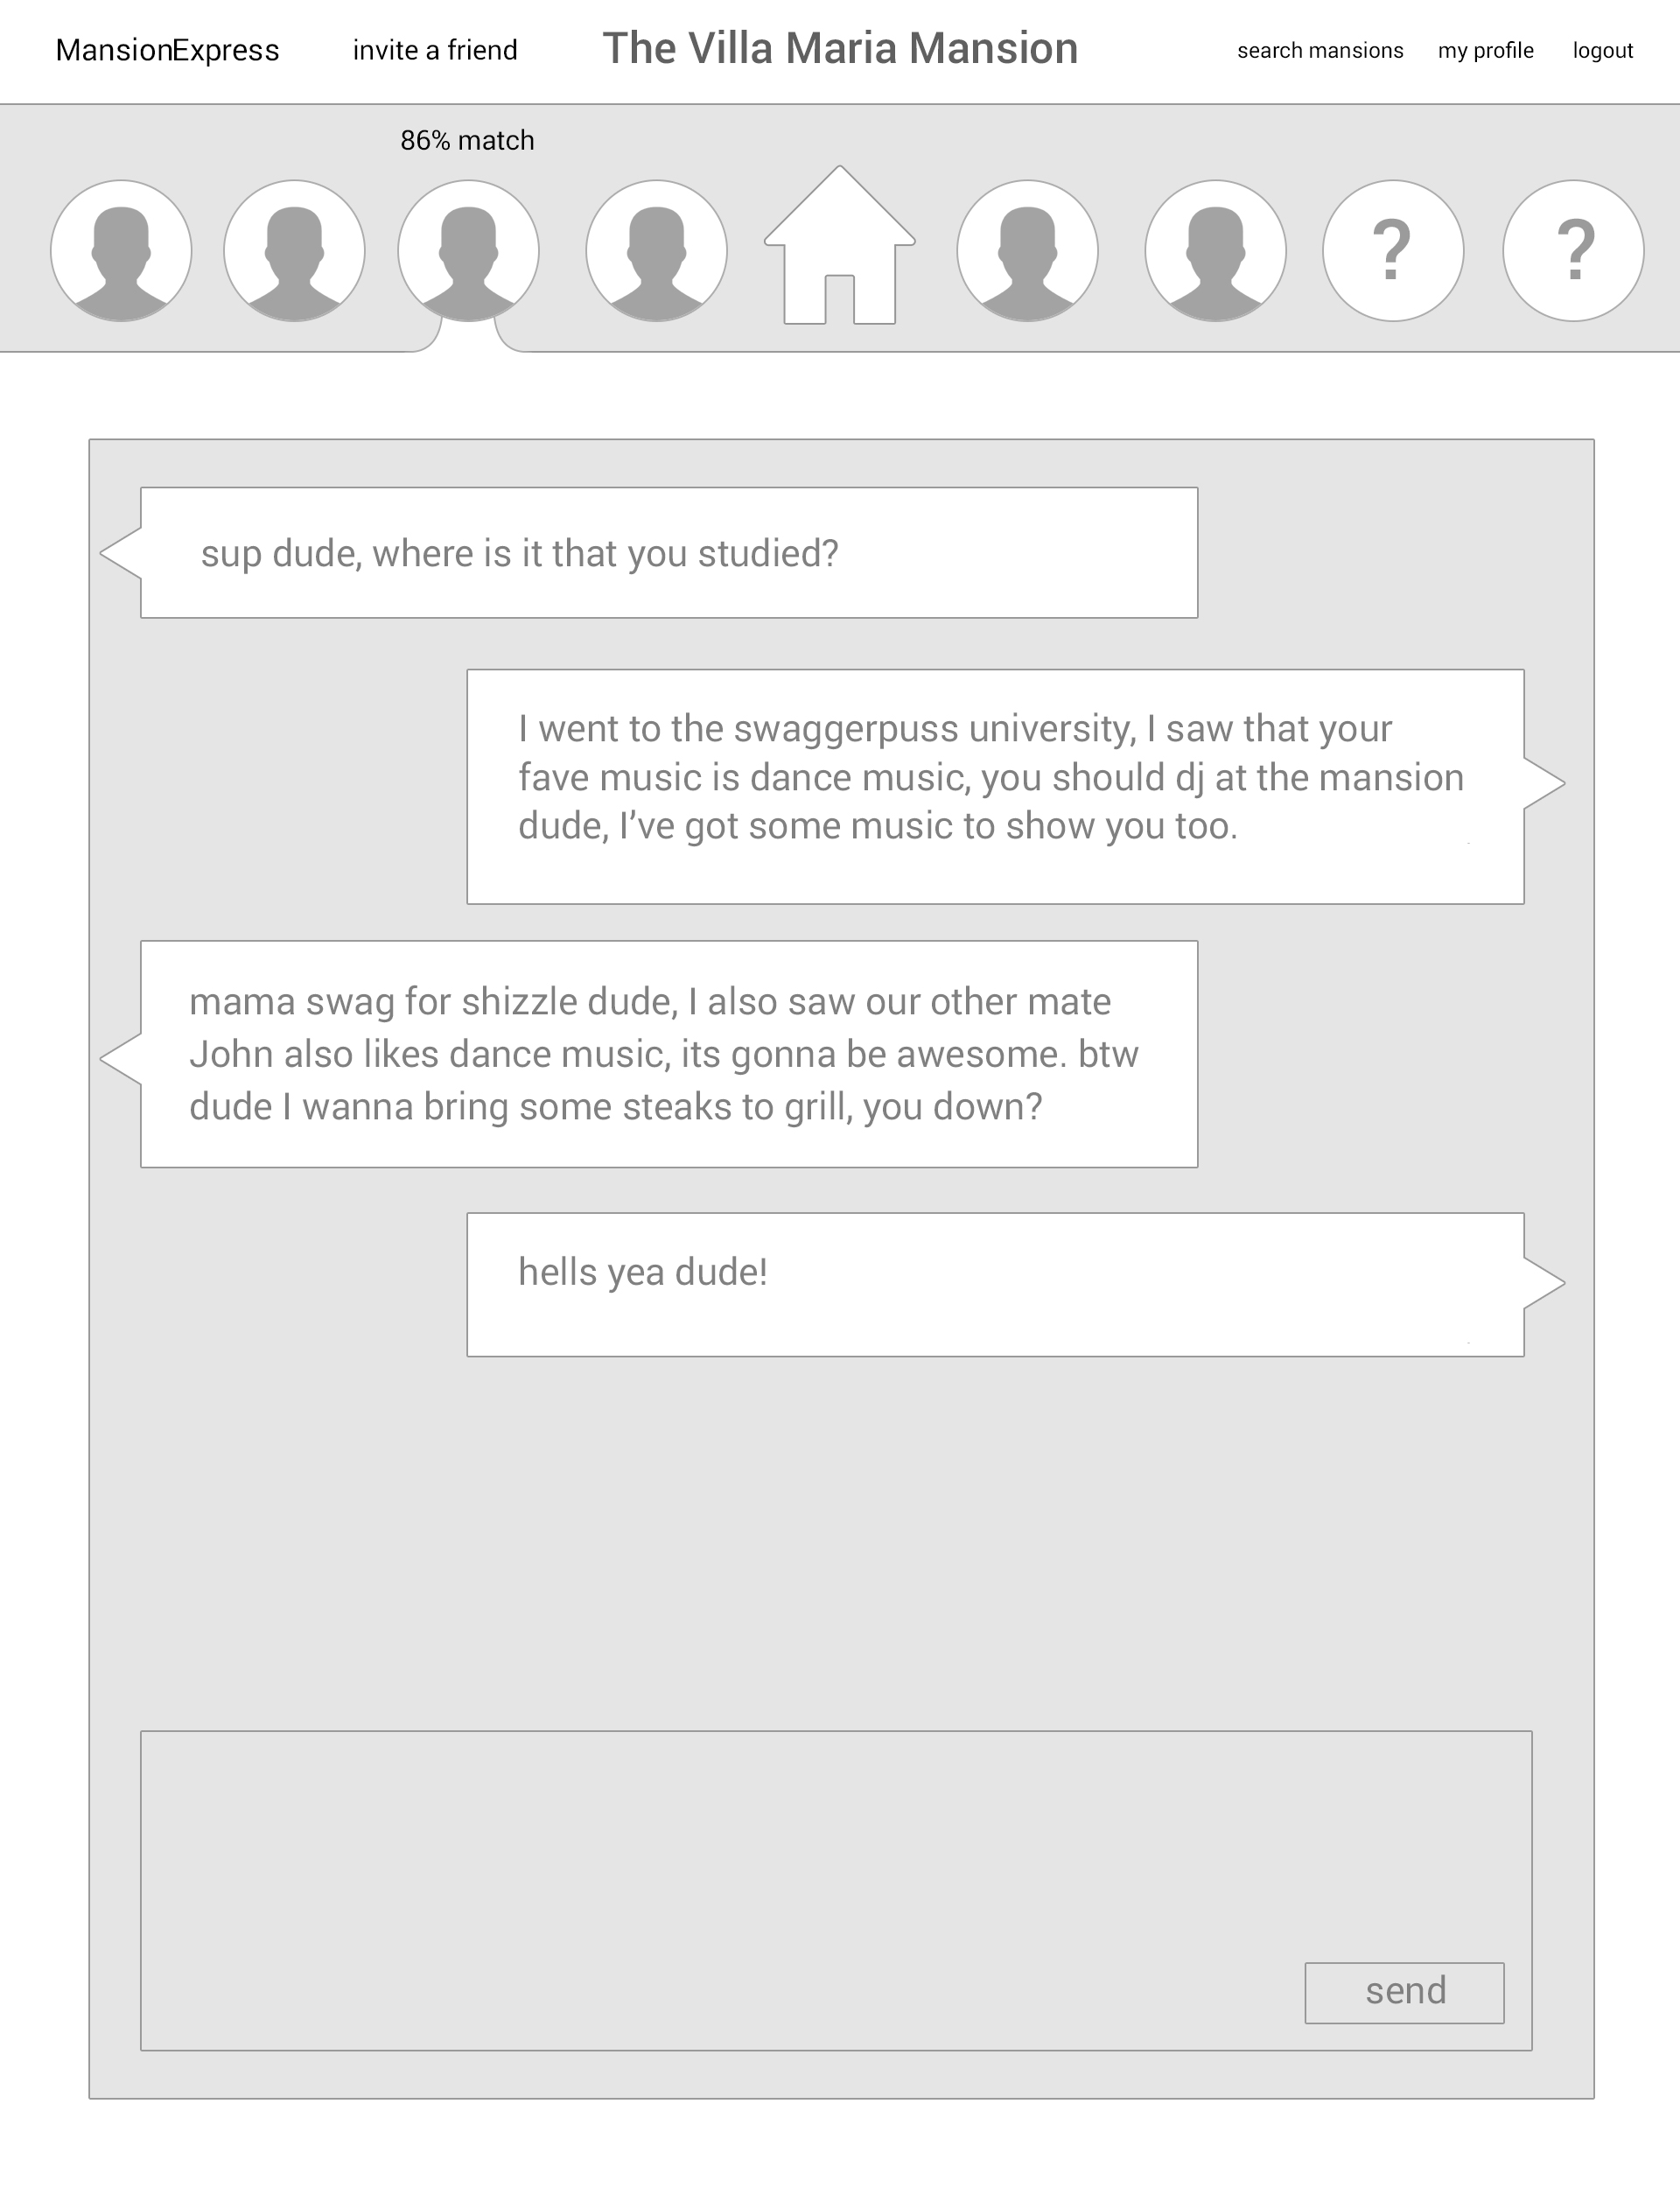 MansionExpress
invite a friend
The Villa Maria Mansion
search mansions
my profile
logout
86% match
?
?
sup dude, where is it that you studied?
I went to the swaggerpuss university, I saw that your
fave music is dance music, you should dj at the mansion
dude, I’ve got some music to show you too.
mama swag for shizzle dude, I also saw our other mate
John also likes dance music, its gonna be awesome. btw
dude I wanna bring some steaks to grill, you down?
hells yea dude!
send